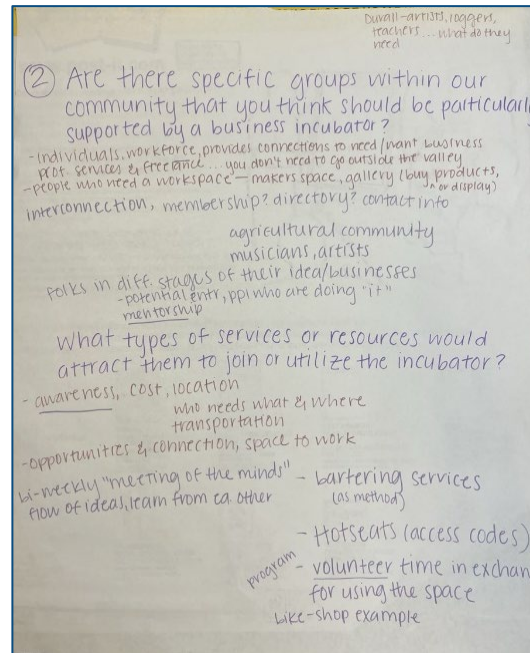 Duvall-artists, loggers,
teachers... what do they
need
② Are there specific groups within our
community that you think should be particularl
supported by a business incubator?
-individuals, workforce, provides connections to need/want business
prof. services & freelance... you don't need to go outside the valley
-people who need a workspace — makers space, gallery (buy products,
^ or display)
interconnection, membership? directory? contact info
agricultural community
musicians, artists
folks in diff. stages of their idea/businesses
-potential entr, ppl who are doing "it"
mentorship
What types of services or resources would
attract them to join or utilize the incubator?
- awareness, cost, location
who needs what & where
transportation
-opportunities & connection, space to work
bi-weekly "meeting of the minds"
flow of ideas, learn from ea. other
- bartering services
(as method)
- Hotseats (access codes)
program - volunteer time in exchan
for using the space
bike-shop example